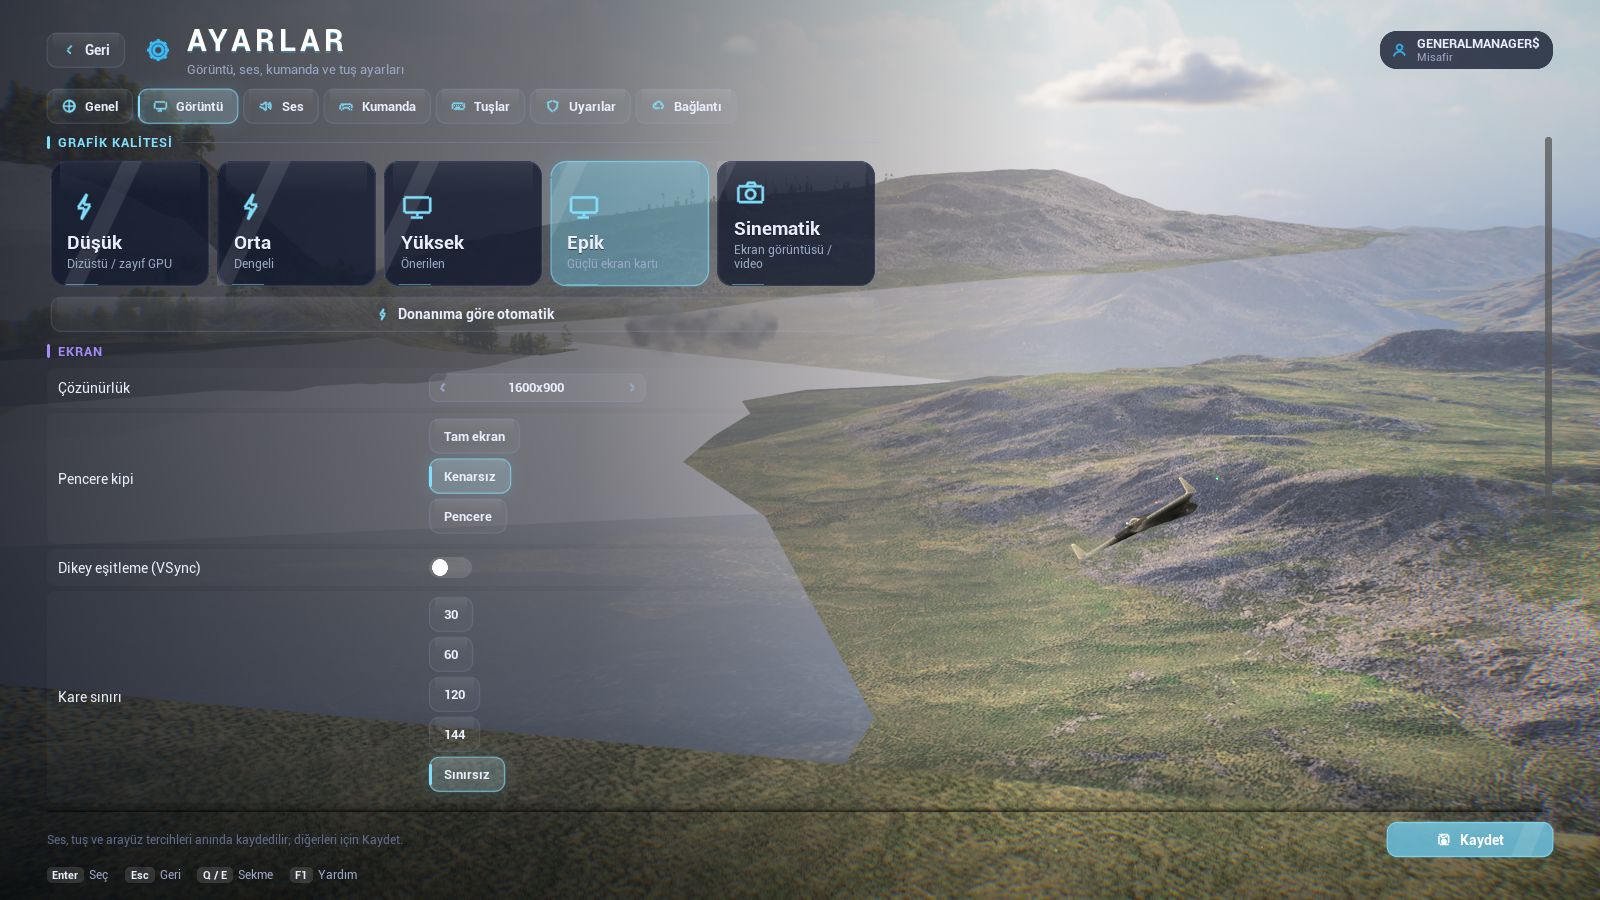 Geri
AYARLAR
Görüntü, ses, kumanda ve tuş ayarları
GENERALMANAGER$
Misafir
Genel
Görüntü
Ses
Kumanda
Tuşlar
Uyarılar
Bağlantı
GRAFİK KALİTESİ
Düşük
Dizüstü / zayıf GPU
Orta
Dengeli
Yüksek
Önerilen
Epik
Güçlü ekran kartı
Sinematik
Ekran görüntüsü /
video
Donanıma göre otomatik
EKRAN
Çözünürlük
1600x900
Pencere kipi
Tam ekran
Kenarsız
Pencere
Dikey eşitleme (VSync)
Kare sınırı
30
60
120
144
Sınırsız
Ses, tuş ve arayüz tercihleri anında kaydedilir; diğerleri için Kaydet.
Kaydet
Enter Seç Esc Geri Q / E Sekme F1 Yardım